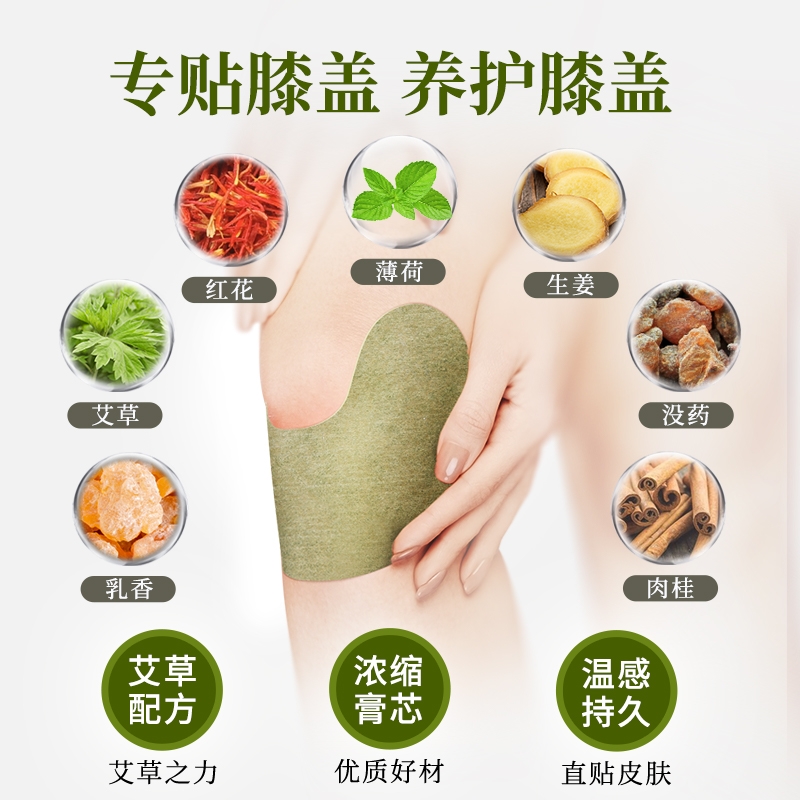 专贴膝盖 养护膝盖
红花
薄荷
生姜
艾草
没药
乳香
肉桂
艾草
配方
浓缩
膏芯
温感
持久
艾草之力
优质好材
直贴皮肤